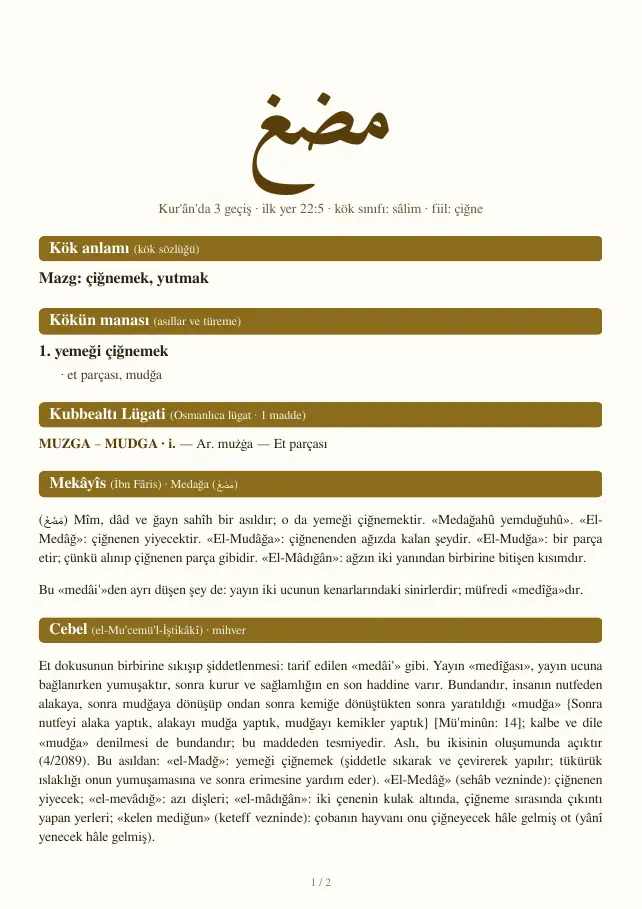 مضغ
Kur'ân'da 3 geçiş · ilk yer 22:5 · kök sınıfı: sâlim · fiil: çiğne
Kök anlamı (kök sözlüğü)
Mazg: çiğnemek, yutmak
Kökün manası (asıllar ve türeme)
1. yemeği çiğnemek
· et parçası, mudğa
Kubbealtı Lügati (Osmanlıca lügat · 1 madde)
MUZGA – MUDGA · i. — Ar. mużġa — Et parçası
Mekâyîs (İbn Fâris) · Medağa (مَضَغَ)
(مَضَغَ) Mîm, dâd ve ğayn sahîh bir asıldır; o da yemeği çiğnemektir. «Medağahû yemduğuhû». «El-
Medâğ»: çiğnenen yiyecektir. «El-Mudâğa»: çiğnenenden ağızda kalan şeydir. «El-Mudğa»: bir parça
etir; çünkü alınıp çiğnenen parça gibidir. «El-Mâdığân»: ağzın iki yanından birbirine bitişen kısımdır.
Bu «medâi'»den ayrı düşen şey de: yayın iki ucunun kenarlarındaki sinirlerdir; müfredi «medîğa»dır.
Cebel (el-Mu'cemü'l-İştikâkî) · mihver
Et dokusunun birbirine sıkışıp şiddetlenmesi: tarif edilen «medâi'» gibi. Yayın «medîğası», yayın ucuna
bağlanırken yumuşaktır, sonra kurur ve sağlamlığın en son haddine varır. Bundandır, insanın nutfeden
alakaya, sonra mudğaya dönüşüp ondan sonra kemiğe dönüştükten sonra yaratıldığı «mudğa» {Sonra
nutfeyi alaka yaptık, alakayı mudğa yaptık, mudğayı kemikler yaptık} [Mü'minûn: 14]; kalbe ve dile
«mudğa» denilmesi de bundandır; bu maddeden tesmiyedir. Aslı, bu ikisinin oluşumunda açıktır
(4/2089). Bu asıldan: «el-Madğ»: yemeği çiğnemek (şiddetle sıkarak ve çevirerek yapılır; tükürük
ıslaklığı onun yumuşamasına ve sonra erimesine yardım eder). «El-Medâğ» (sehâb vezninde): çiğnenen
yiyecek; «el-mevâdığ»: azı dişleri; «el-mâdığân»: iki çenenin kulak altında, çiğneme sırasında çıkıntı
yapan yerleri; «kelen mediğun» (keteff vezninde): çobanın hayvanı onu çiğneyecek hâle gelmiş ot (yânî
yenecek hâle gelmiş).
1 / 2